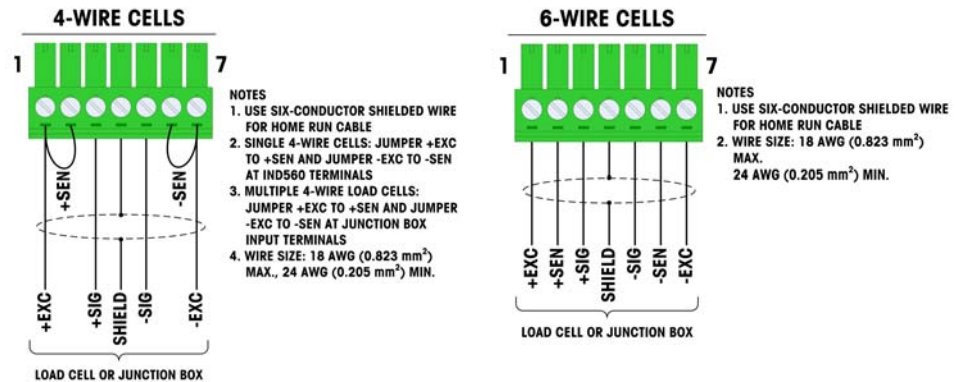 4-WIRE CELLS
1
7
NOTES
1. USE SIX-CONDUCTOR SHIELDED WIRE
FOR HOME RUN CABLE
2. SINGLE 4-WIRE CELLS: JUMPER +EXC
TO +SEN AND JUMPER -EXC TO -SEN
AT IND560 TERMINALS
3. MULTIPLE 4-WIRE LOAD CELLS:
JUMPER +EXC TO +SEN AND JUMPER
-EXC TO -SEN AT JUNCTION BOX
INPUT TERMINALS
4. WIRE SIZE: 18 AWG (0.823 mm²)
MAX., 24 AWG (0.205 mm²) MIN.
+SEN
-SEN
+EXC
+SIG
SHIELD
-SIG
-EXC
LOAD CELL OR JUNCTION BOX
6-WIRE CELLS
1
7
NOTES
1. USE SIX-CONDUCTOR SHIELDED WIRE
FOR HOME RUN CABLE
2. WIRE SIZE: 18 AWG (0.823 mm²)
MAX.
24 AWG (0.205 mm²) MIN.
+EXC
+SEN
+SIG
SHIELD
-SIG
-SEN
-EXC
LOAD CELL OR JUNCTION BOX